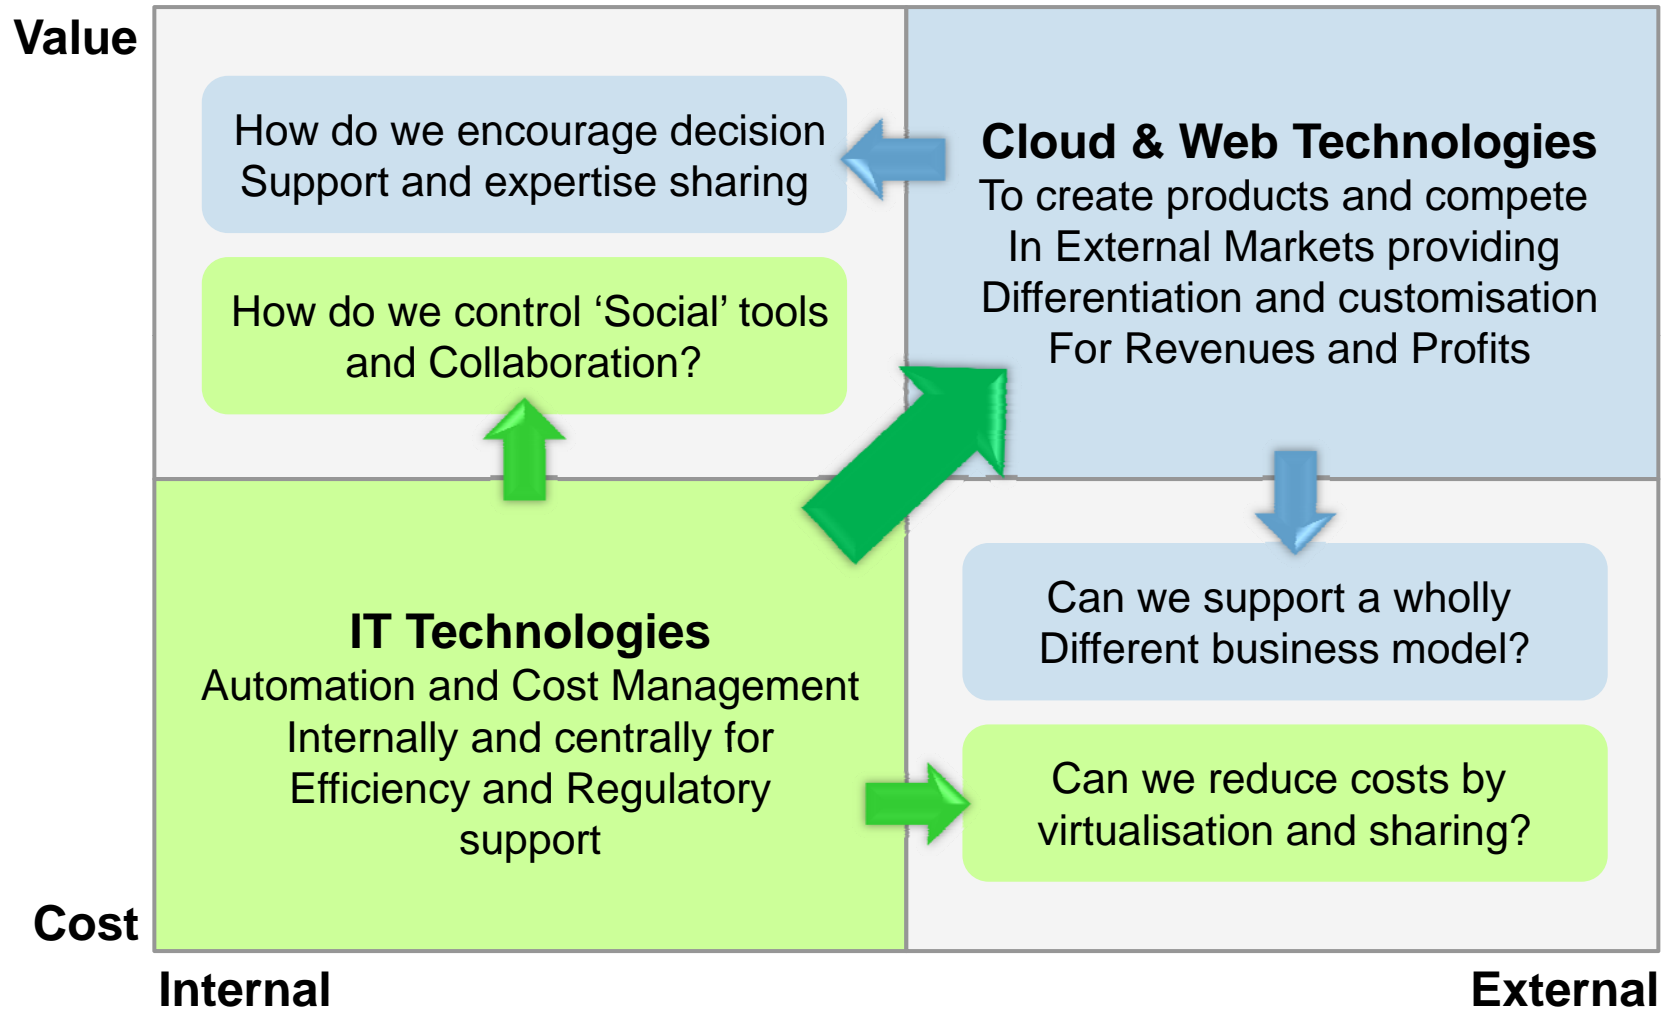 Value
How do we encourage decision
Support and expertise sharing
How do we control ‘Social’ tools
and Collaboration?
Cloud & Web Technologies
To create products and compete
In External Markets providing
Differentiation and customisation
For Revenues and Profits
IT Technologies
Automation and Cost Management
Internally and centrally for
Efficiency and Regulatory
support
Can we support a wholly
Different business model?
Can we reduce costs by
virtualisation and sharing?
Cost
Internal
External